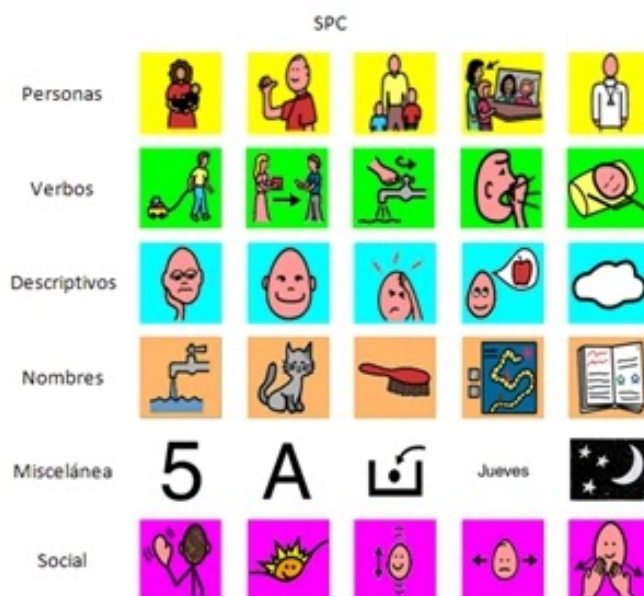 SPC
Personas
Verbos
Descriptivos
Nombres
Miscelánea
5
A
Jueves
Social